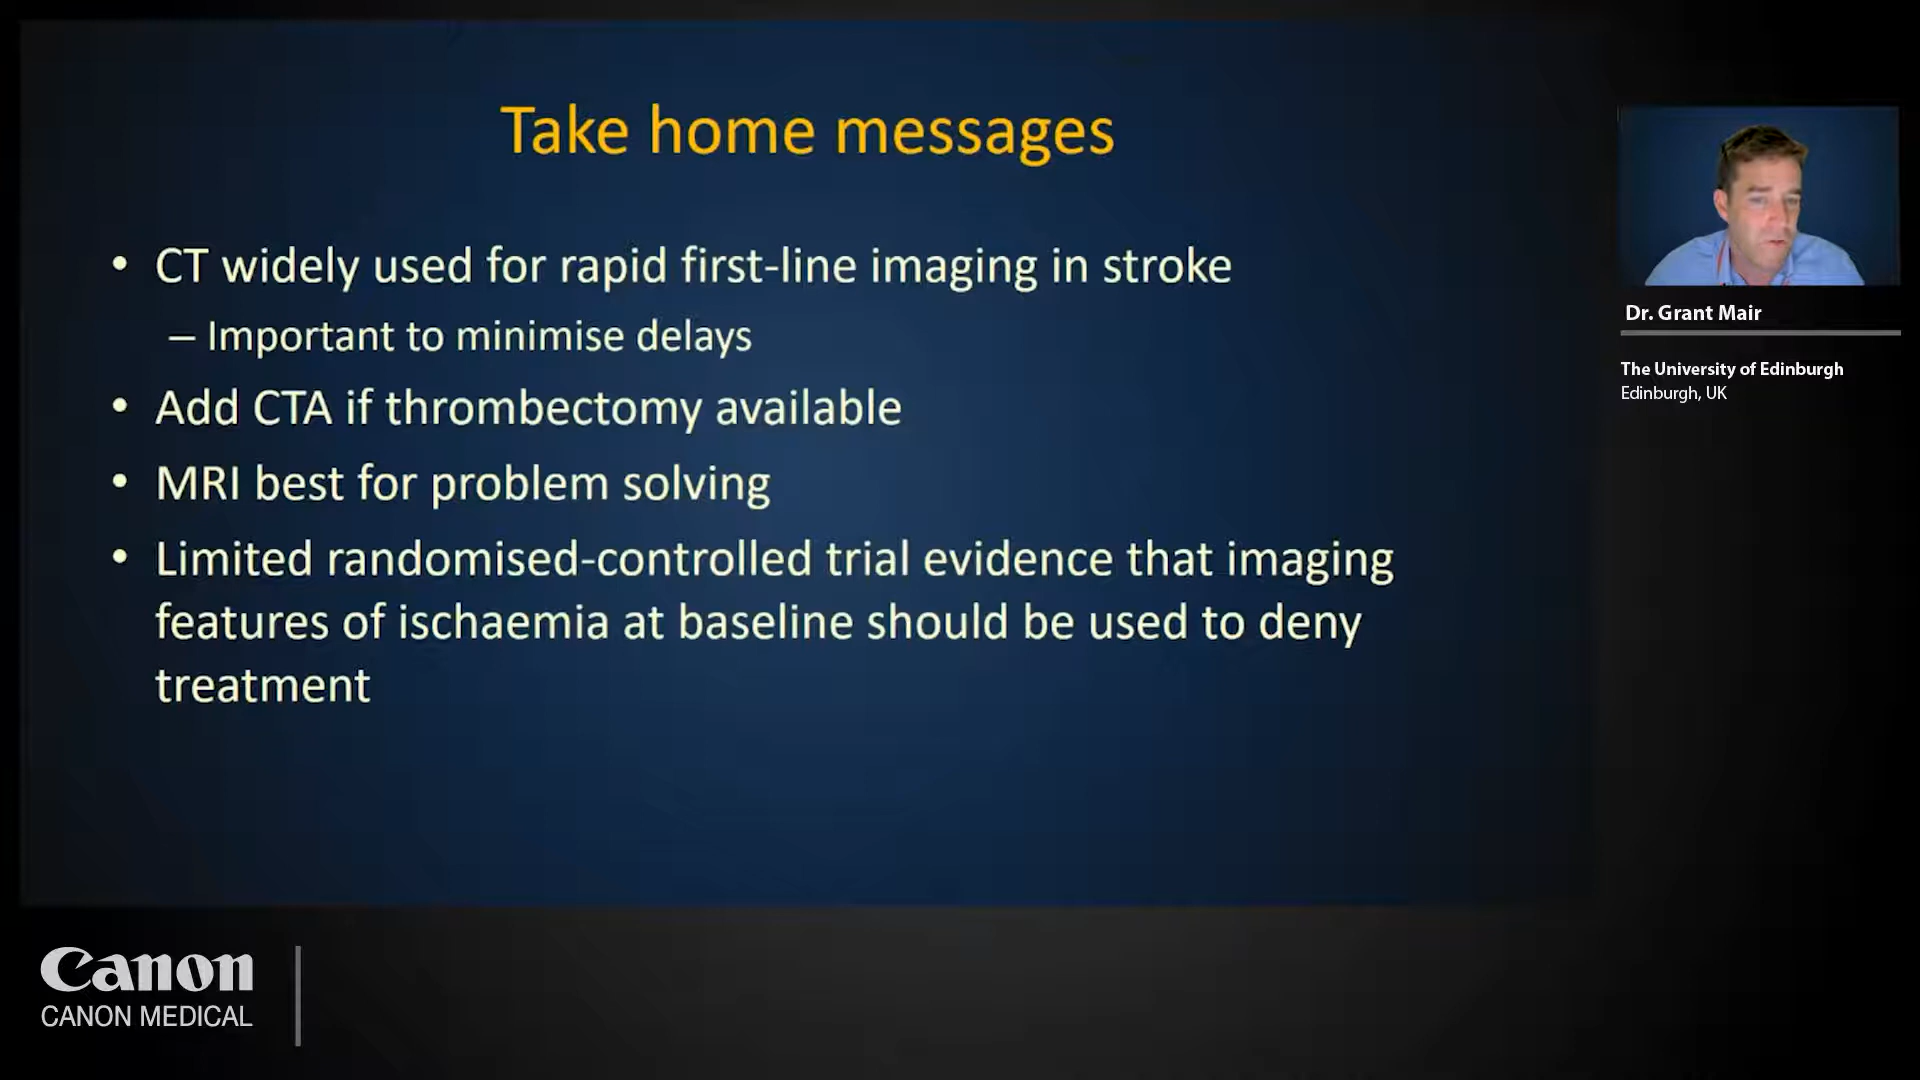 Take home messages
• CT widely used for rapid first-line imaging in stroke
– Important to minimise delays
• Add CTA if thrombectomy available
• MRI best for problem solving
• Limited randomised-controlled trial evidence that imaging
features of ischaemia at baseline should be used to deny
treatment
Dr. Grant Mair
The University of Edinburgh
Edinburgh, UK
Canon
CANON MEDICAL